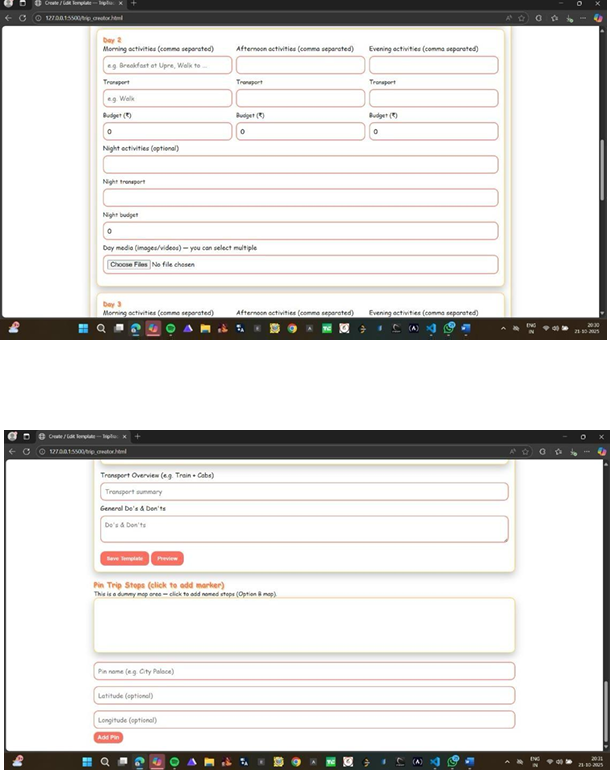 Create / Edit Template — TripToo
127.0.0.1:5500/trip_creator.html
Day 2
Morning activities (comma separated) Afternoon activities (comma separated) Evening activities (comma separated)
e.g. Breakfast at Upre, Walk to ...
Transport Transport Transport
e.g. Walk
Budget (₹) Budget (₹) Budget (₹)
0 0 0
Night activities (optional)
Night transport
Night budget
0
Day media (images/videos) — you can select multiple
Choose Files No file chosen
Day 3
Morning activities (comma separated) Afternoon activities (comma separated) Evening activities (comma separated)
ENG
IN
20:30
21-10-2025
Create / Edit Template — TripToo
127.0.0.1:5500/trip_creator.html
Transport Overview (e.g. Train + Cabs)
Transport summary
General Do's & Don'ts
Do's & Don'ts
Save Template Preview
Pin Trip Stops (click to add marker)
This is a dummy map area — click to add named stops (Option B map).
Pin name (e.g. City Palace)
Latitude (optional)
Longitude (optional)
Add Pin
ENG
IN
20:31
21-10-2025